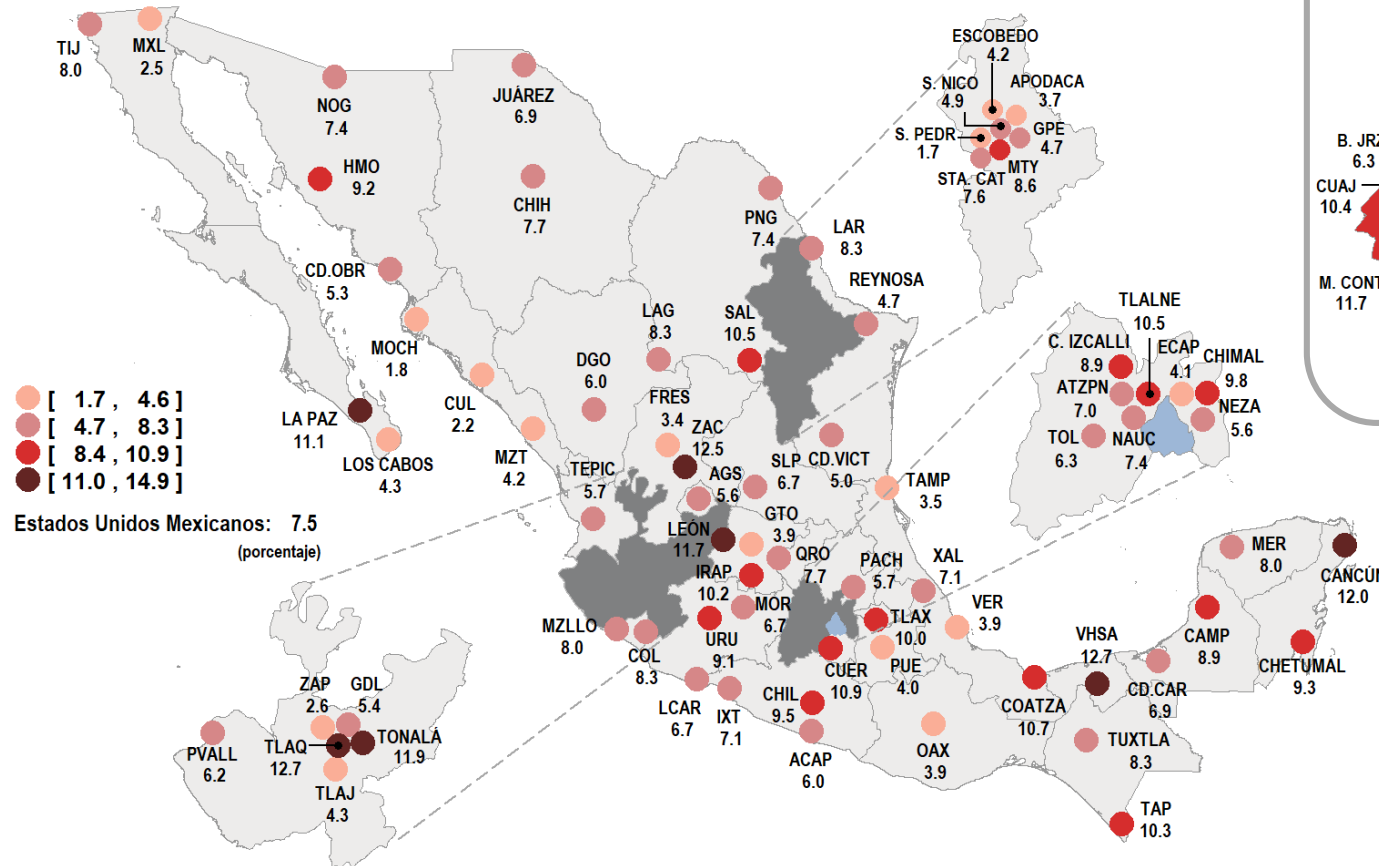 TIJ
8.0
MXL
2.5
NOG
7.4
HMO
9.2
JUÁREZ
6.9
CHIH
7.7
CD.OBR
5.3
MOCH
1.8
CUL
2.2
MZT
4.2
LA PAZ
11.1
LOS CABOS
4.3
DGO
6.0
LAG
8.3
SAL
10.5
PNG
7.4
LAR
8.3
REYNOSA
4.7
FRES
3.4
ZAC
12.5
TEPIC
5.7
AGS
5.6
SLP
6.7
CD.VICT
5.0
TAMP
3.5
LEÓN
11.7
GTO
3.9
QRO
7.7
IRAP
10.2
PACH
5.7
XAL
7.1
VER
3.9
MZLLO
8.0
COL
8.3
URU
9.1
MOR
6.7
TLAX
10.0
CUER
10.9
PUE
4.0
LCAR
6.7
IXT
7.1
CHIL
9.5
ACAP
6.0
OAX
3.9
COATZA
10.7
VHSA
12.7
CD.CAR
6.9
TUXTLA
8.3
TAP
10.3
MER
8.0
CANCÚN
12.0
CAMP
8.9
CHETUMAL
9.3
ESCOBEDO
4.2
S. NICO
4.9
APODACA
3.7
S. PEDR
1.7
GPE
4.7
STA. CAT
7.6
MTY
8.6
TLALNE
10.5
C. IZCALLI
8.9
ECAP
4.1
CHIMAL
9.8
ATZPN
7.0
NEZA
5.6
TOL
6.3
NAUC
7.4
B. JRZ
6.3
CUAJ
10.4
M. CONT
11.7
ZAP
2.6
GDL
5.4
PVALL
6.2
TLAQ
12.7
TONALÁ
11.9
TLAJ
4.3
[ 1.7 , 4.6 ]
[ 4.7 , 8.3 ]
[ 8.4 , 10.9 ]
[ 11.0 , 14.9 ]
Estados Unidos Mexicanos: 7.5
(porcentaje)